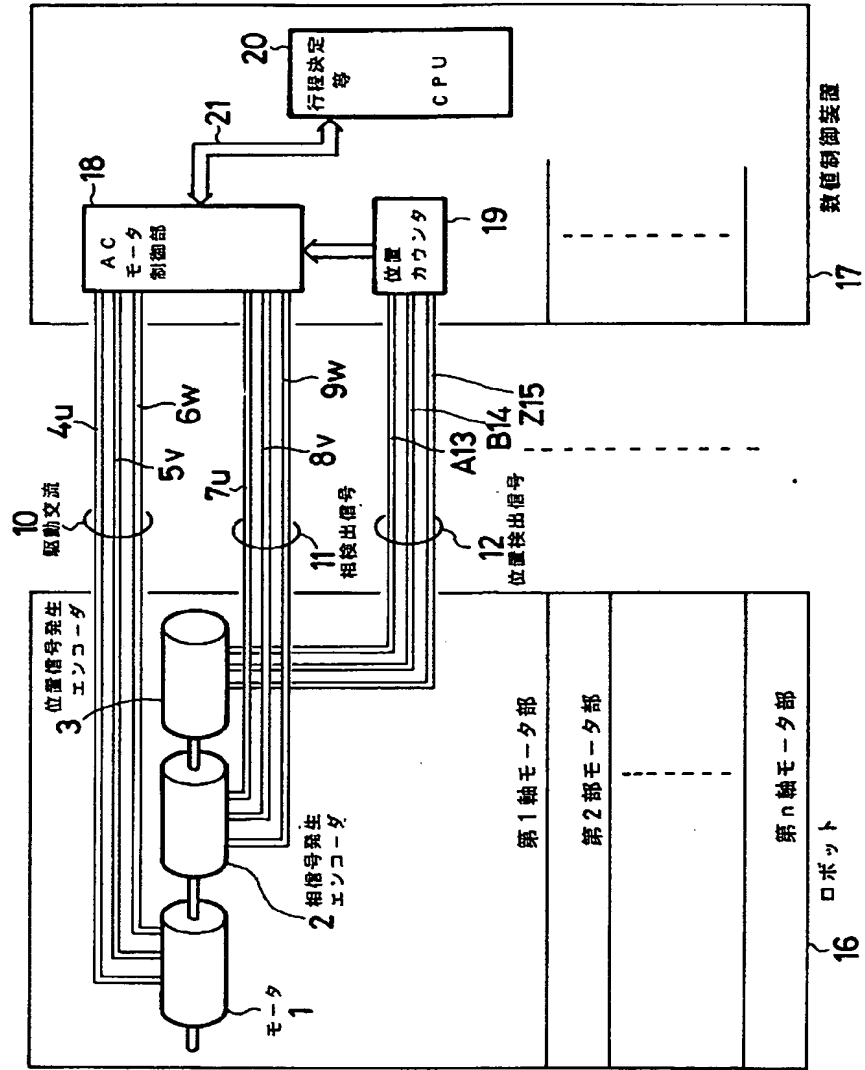 10
駆動交流
4u
5v
6w
18
AC
モータ
制御部
21
20
行程決定
等
CPU
位置信号発生
エンコーダ
3
相信号発生
エンコーダ
2
モータ
1
7u
8v
9w
11
相検出信号
位置
カウンタ
19
12
位置検出信号
A13
B14
Z15
第1軸モータ部
第2部モータ部
第n軸モータ部
ロボット
16
数値制御装置
17